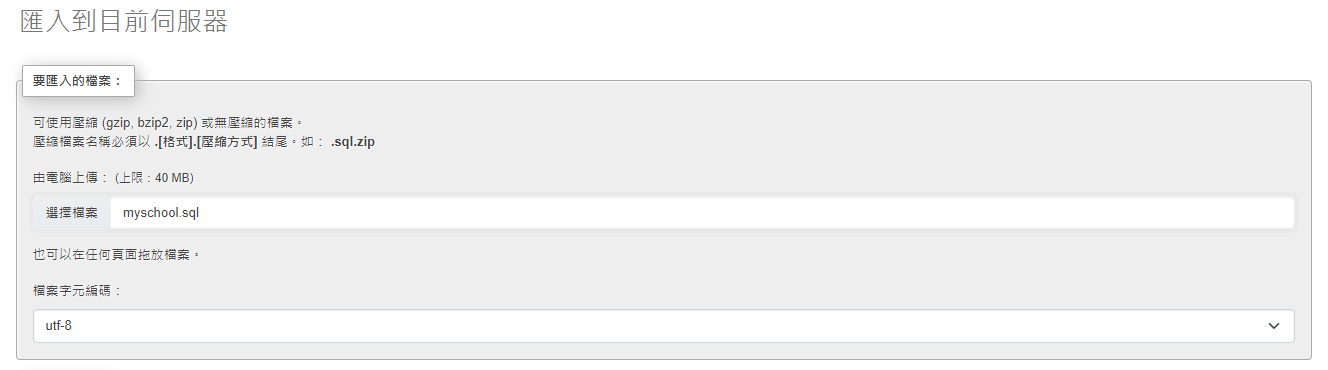 匯入到目前伺服器
要匯入的檔案：
可使用壓縮 (gzip, bzip2, zip) 或無壓縮的檔案。
壓縮檔案名稱必須以 .[格式].[壓縮方式] 結尾。如： .sql.zip
由電腦上傳： (上限：40 MB)
選擇檔案 myschool.sql
也可以在任何頁面拖放檔案。
檔案字元編碼：
utf-8